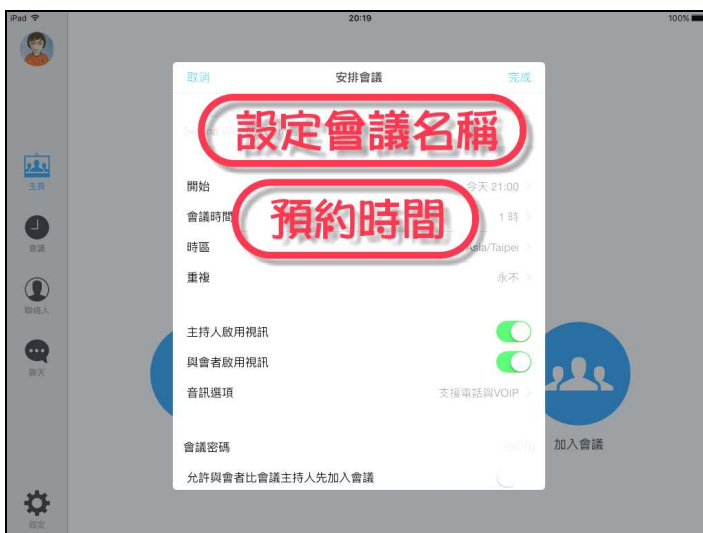 iPad 20:19 100%
取消 安排會議 完成
設定會議名稱
開始 今天 21:00
預約時間
會議時間 1 時
時區 Asia/Taipei
重複 永不
主持人啟用視訊
與會者啟用視訊
音訊選項 支援電話與VOIP
會議密碼
允許與會者比會議主持人先加入會議
主頁
會議
聯絡人
聊天
設定
加入會議